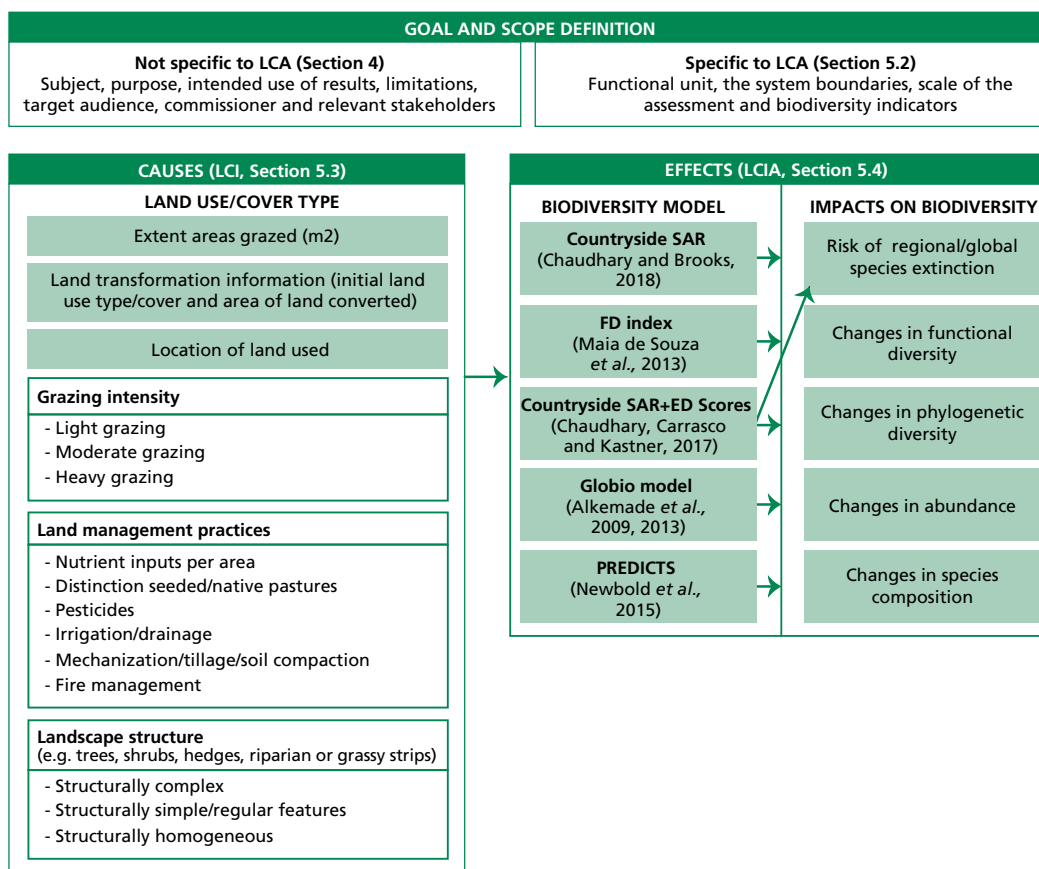 GOAL AND SCOPE DEFINITION
Not specific to LCA (Section 4)
Subject, purpose, intended use of results, limitations,
target audience, commissioner and relevant stakeholders
Specific to LCA (Section 5.2)
Functional unit, the system boundaries, scale of the
assessment and biodiversity indicators
CAUSES (LCI, Section 5.3)
LAND USE/COVER TYPE
Extent areas grazed (m2)
Land transformation information (initial land
use type/cover and area of land converted)
Location of land used
Grazing intensity
- Light grazing
- Moderate grazing
- Heavy grazing
Land management practices
- Nutrient inputs per area
- Distinction seeded/native pastures
- Pesticides
- Irrigation/drainage
- Mechanization/tillage/soil compaction
- Fire management
Landscape structure
(e.g. trees, shrubs, hedges, riparian or grassy strips)
- Structurally complex
- Structurally simple/regular features
- Structurally homogeneous
EFFECTS (LCIA, Section 5.4)
BIODIVERSITY MODEL
Countryside SAR
(Chaudhary and Brooks,
2018)
FD index
(Maia de Souza
et al., 2013)
Countryside SAR+ED Scores
(Chaudhary, Carrasco
and Kastner, 2017)
Globio model
(Alkemade et al.,
2009, 2013)
PREDICTS
(Newbold et al.,
2015)
IMPACTS ON BIODIVERSITY
Risk of regional/global
species extinction
Changes in functional
diversity
Changes in phylogenetic
diversity
Changes in abundance
Changes in species
composition